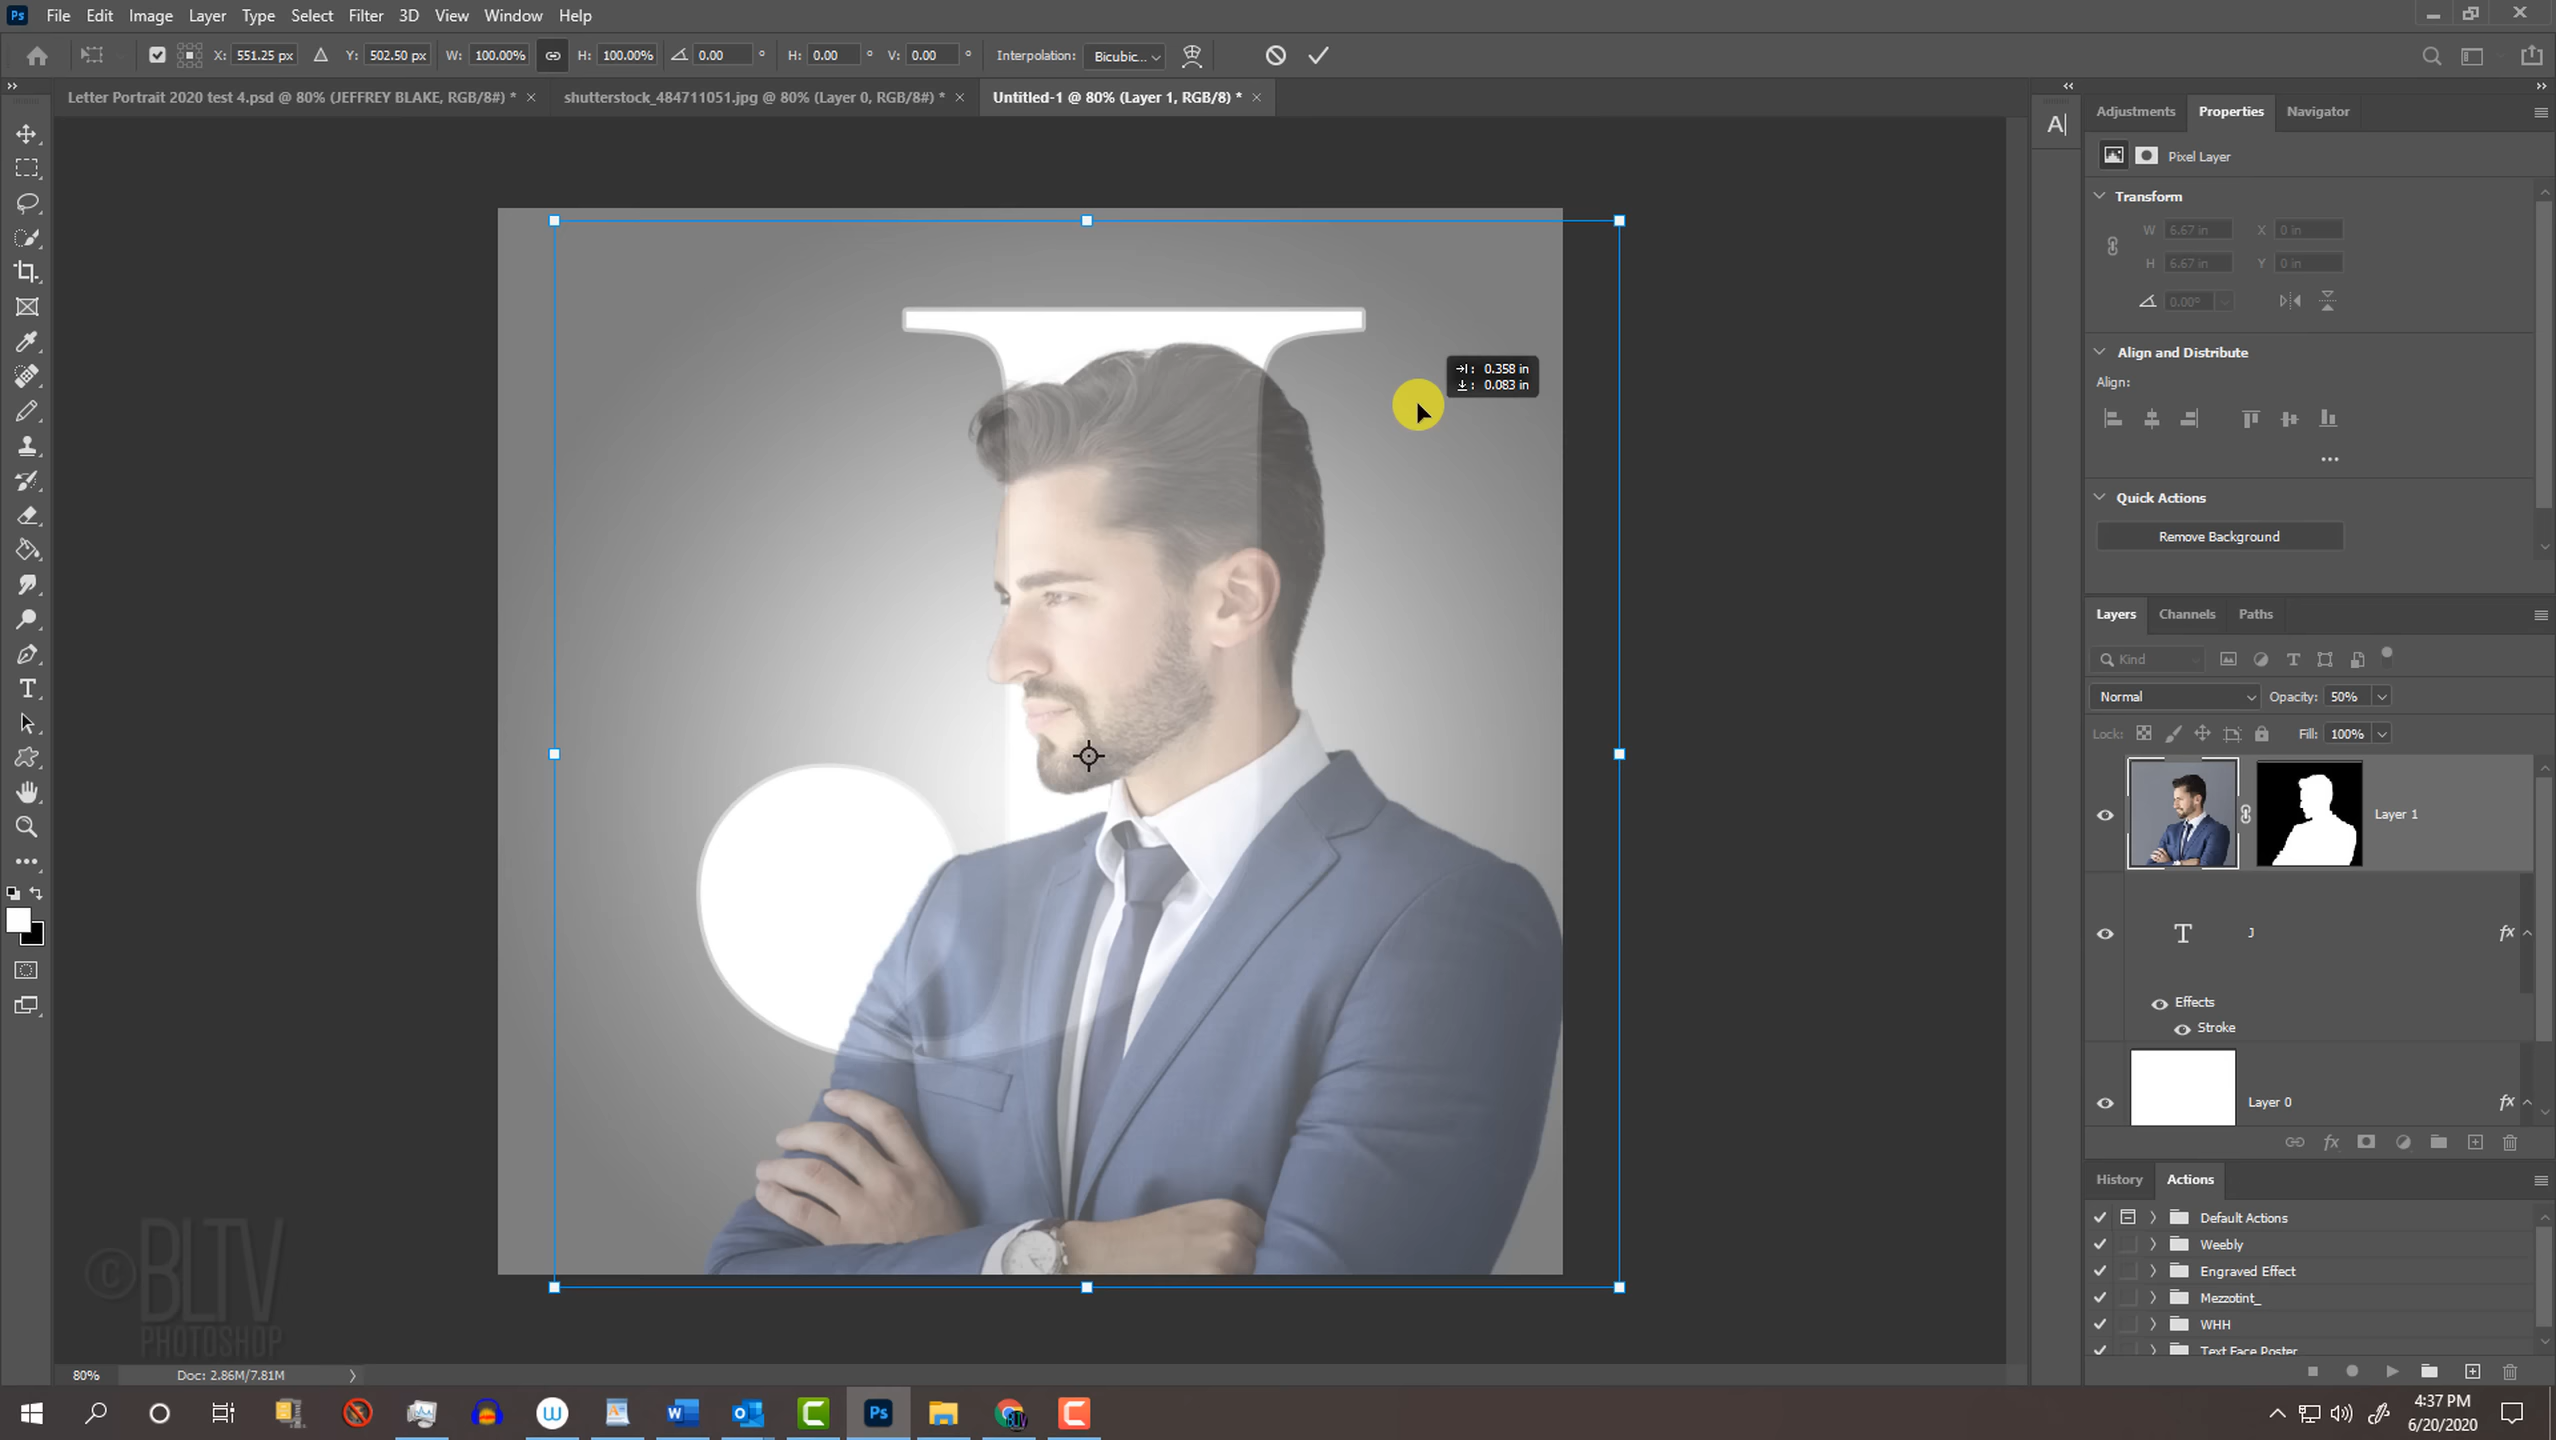 Ps File Edit Image Layer Type Select Filter 3D View Window Help
X: 551.25 px Y: 502.50 px W: 100.00% H: 100.00% 0.00 ° H: 0.00 ° V: 0.00 ° Interpolation: Bicubic...
Letter Portrait 2020 test 4.psd @ 80% (JEFFREY BLAKE, RGB/8#) * × shutterstock_484711051.jpg @ 80% (Layer 0, RGB/8#) * × Untitled-1 @ 80% (Layer 1, RGB/8) * ×
Adjustments Properties Navigator
A|
Pixel Layer
Transform
W 6.67 in X 0 in
H 6.67 in Y 0 in
0.00°
Align and Distribute
Align:
Quick Actions
Remove Background
0.358 in
0.083 in
J
Layers Channels Paths
Kind
Normal Opacity: 50%
Lock: Fill: 100%
Layer 1
T J fx
Effects
Stroke
Layer 0 fx
fx
History Actions
Default Actions
Weebly
Engraved Effect
Mezzotint_
WHH
Text Face Poster
©BLTV
PHOTOSHOP
80% Doc: 2.86M/7.81M
4:37 PM
6/20/2020